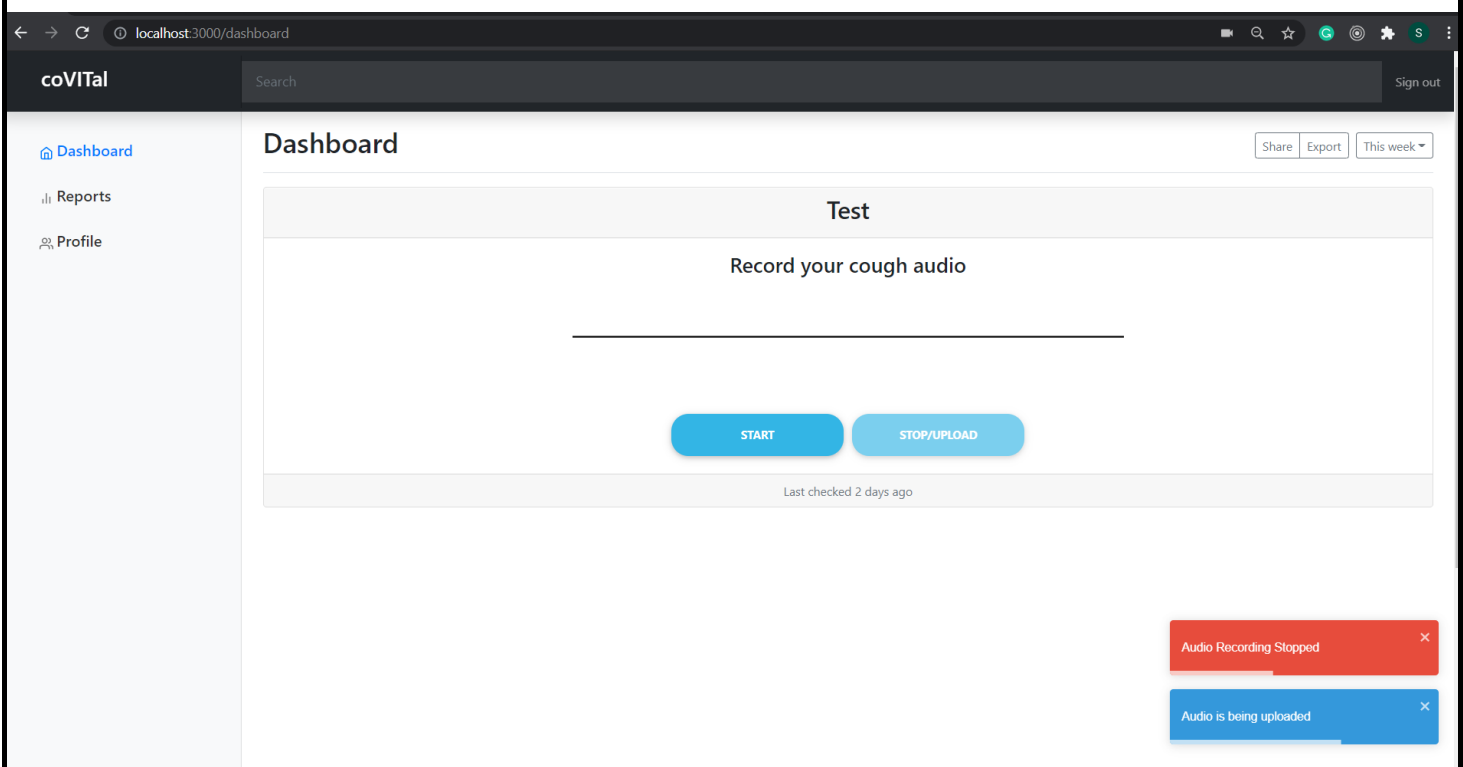 localhost:3000/dashboard
S
coVITal
Search
Sign out
Dashboard
Reports
Profile
Dashboard
Share Export This week
Test
Record your cough audio
START STOP/UPLOAD
Last checked 2 days ago
Audio Recording Stopped
Audio is being uploaded